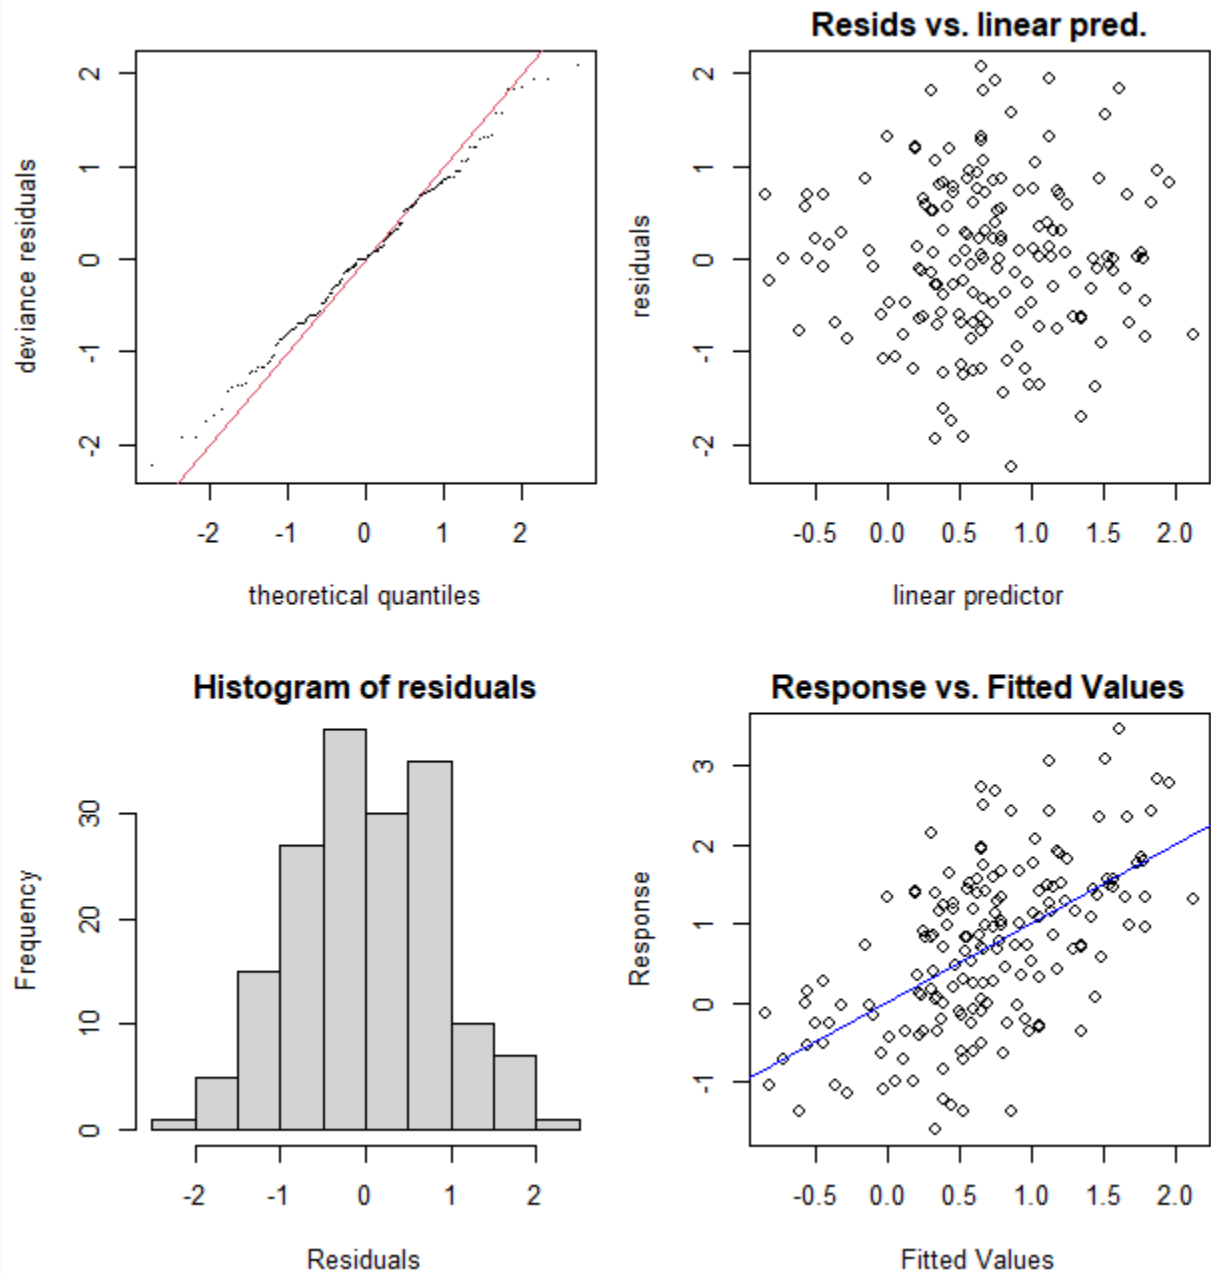 2
1
0
-1
-2
deviance residuals
-2 -1 0 1 2
theoretical quantiles
Resids vs. linear pred.
2
1
0
-1
-2
residuals
-0.5 0.0 0.5 1.0 1.5 2.0
linear predictor
Histogram of residuals
30
20
10
0
Frequency
-2 -1 0 1 2
Residuals
Response vs. Fitted Values
3
2
1
0
-1
Response
-0.5 0.0 0.5 1.0 1.5 2.0
Fitted Values